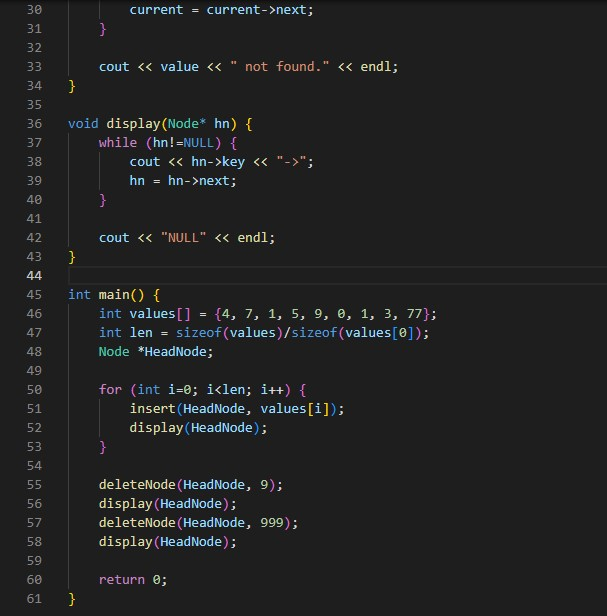 30 current = current->next;
31 }
32
33 cout << value << " not found." << endl;
34 }
35
36 void display(Node* hn) {
37 while (hn!=NULL) {
38 cout << hn->key << "->";
39 hn = hn->next;
40 }
41
42 cout << "NULL" << endl;
43 }
44
45 int main() {
46 int values[] = {4, 7, 1, 5, 9, 0, 1, 3, 77};
47 int len = sizeof(values)/sizeof(values[0]);
48 Node *HeadNode;
49
50 for (int i=0; i<len; i++) {
51 insert(HeadNode, values[i]);
52 display(HeadNode);
53 }
54
55 deleteNode(HeadNode, 9);
56 display(HeadNode);
57 deleteNode(HeadNode, 999);
58 display(HeadNode);
59
60 return 0;
61 }